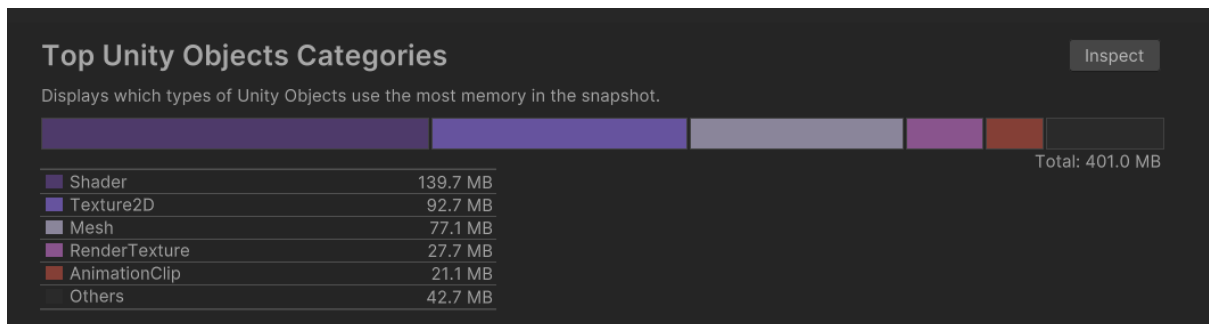 Top Unity Objects Categories
Inspect
Displays which types of Unity Objects use the most memory in the snapshot.
Total: 401.0 MB
Shader 139.7 MB
Texture2D 92.7 MB
Mesh 77.1 MB
RenderTexture 27.7 MB
AnimationClip 21.1 MB
Others 42.7 MB